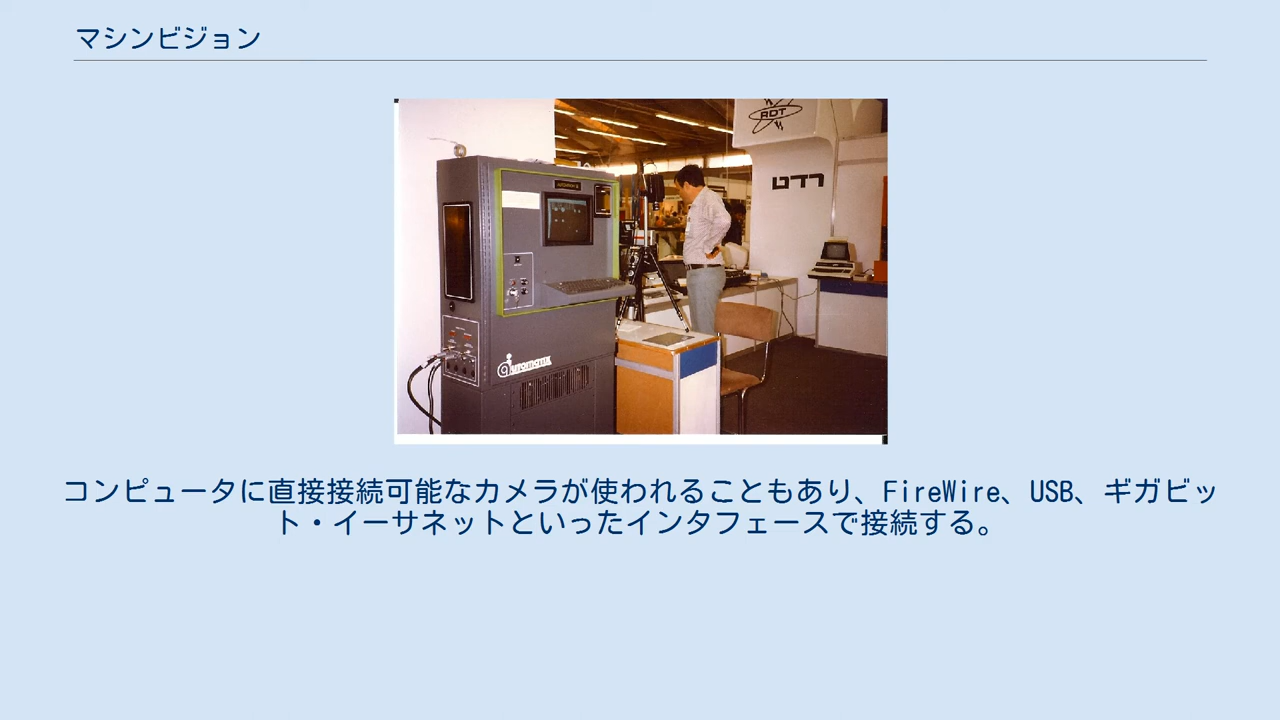 マシンビジョン
RDT
רדט
automatix
コンピュータに直接接続可能なカメラが使われることもあり、FireWire、USB、ギガビッ
ト・イーサネットといったインタフェースで接続する。